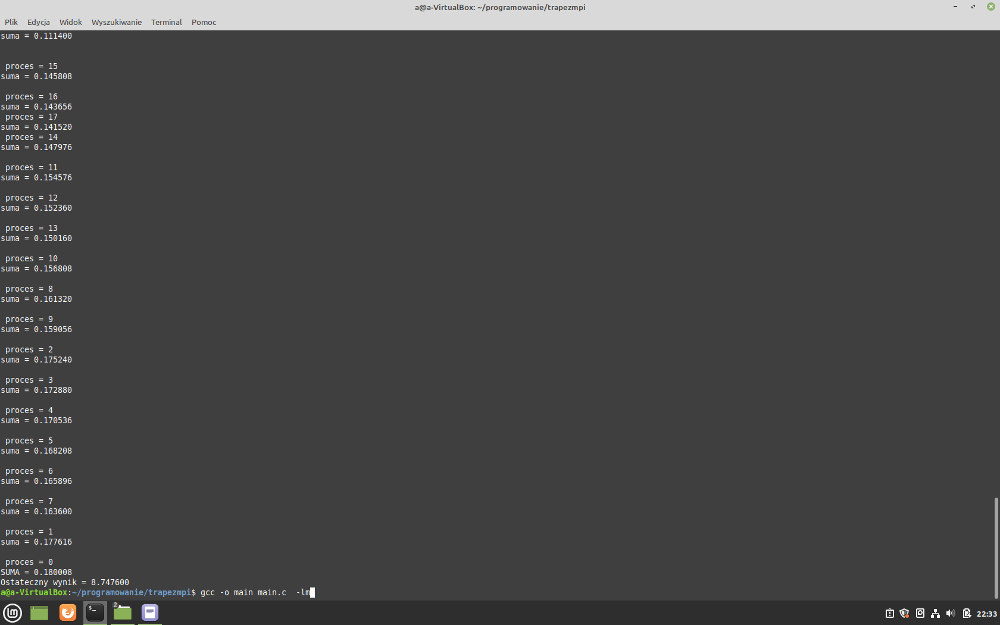 a@a-VirtualBox: ~/programowanie/trapezmpi
Plik Edycja Widok Wyszukiwanie Terminal Pomoc
suma = 0.111400
proces = 15
suma = 0.145808
proces = 16
suma = 0.143656
proces = 17
suma = 0.141520
proces = 14
suma = 0.147976
proces = 11
suma = 0.154576
proces = 12
suma = 0.152360
proces = 13
suma = 0.150160
proces = 10
suma = 0.156808
proces = 8
suma = 0.161320
proces = 9
suma = 0.159056
proces = 2
suma = 0.175240
proces = 3
suma = 0.172880
proces = 4
suma = 0.170536
proces = 5
suma = 0.168208
proces = 6
suma = 0.165896
proces = 7
suma = 0.163600
proces = 1
suma = 0.177616
proces = 0
SUMA = 0.180008
Ostateczny wynik = 8.747600
a@a-VirtualBox:~/programowanie/trapezmpi$ gcc -o main main.c  -lm
2
22:33